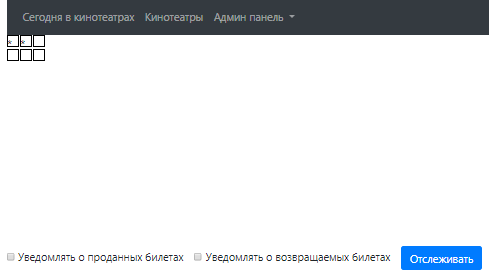 Сегодня в кинотеатрах Кинотеатры Админ панель
* *
Уведомлять о проданных билетах Уведомлять о возвращаемых билетах Отслеживать